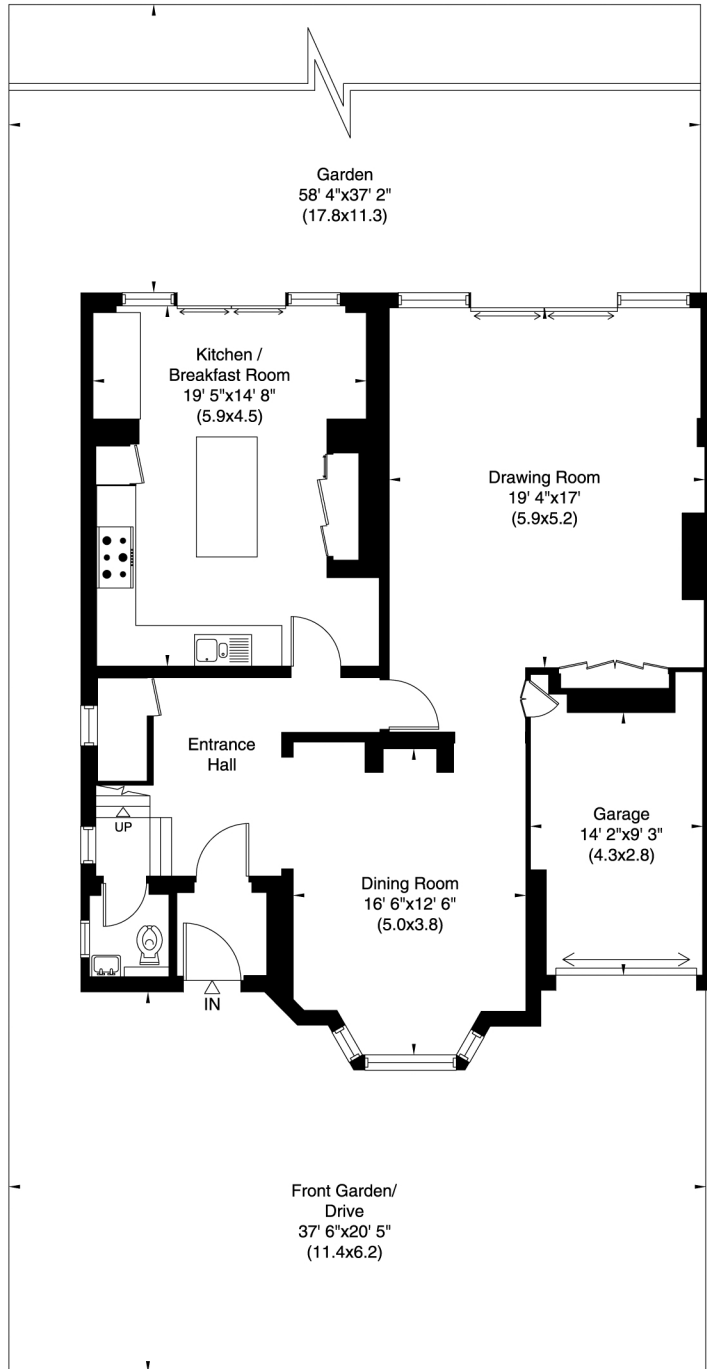 Garden
58' 4"x37' 2"
(17.8x11.3)
Kitchen /
Breakfast Room
19' 5"x14' 8"
(5.9x4.5)
Drawing Room
19' 4"x17'
(5.9x5.2)
Entrance
Hall
UP
Garage
14' 2"x9' 3"
(4.3x2.8)
Dining Room
16' 6"x12' 6"
(5.0x3.8)
IN
Front Garden/
Drive
37' 6"x20' 5"
(11.4x6.2)